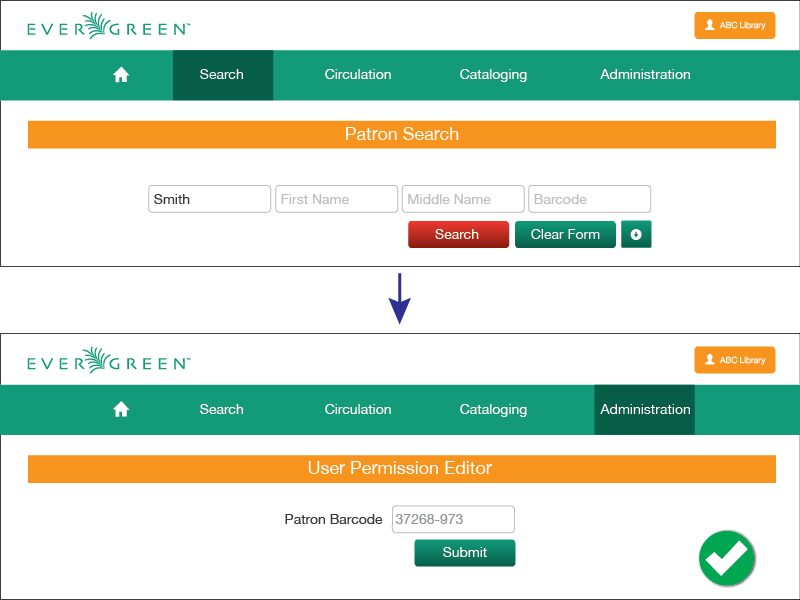 EVERGREEN™
ABC Library
Search Circulation Cataloging Administration
Patron Search
Smith First Name Middle Name Barcode
Search Clear Form
EVERGREEN™
ABC Library
Search Circulation Cataloging Administration
User Permission Editor
Patron Barcode 37268-973
Submit